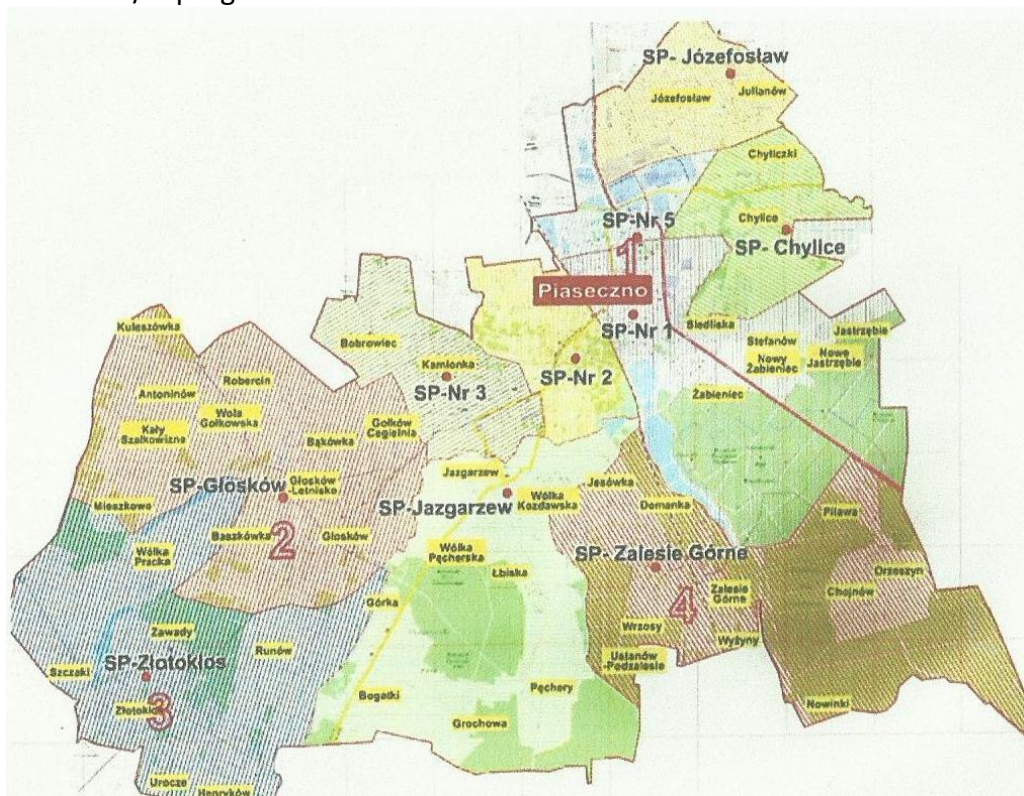 SP- Józefosław
Józefosław
Julianów
Chyliczki
Chylice
SP- Chylice
SP-Nr 5
1
Piaseczno
SP-Nr 1
Siedliska
Stefanów
Nowy
Żabieniec
Jastrzębie
Nowe
Jastrzębie
Żabieniec
Kuleszówka
Bobrowiec
Kamionka
SP-Nr 3
SP-Nr 2
Robercin
Antoninów
Wola
Gołkowska
Kąty
Szalkowizna
Bąkówka
Gołków
Cegielnia
SP-Głosków
Głosków
Letnisko
Mieszkowo
Baszkówka
2
Głosków
Wólka
Pracka
Jazgarzew
SP-Jazgarzew
Wólka
Kozdawska
Jesówka
Domanka
Wólka
Pęcherska
Łbiska
SP- Zalesie Górne
Pilawa
Orzeszyn
Chojnów
Zalesie
Górne
4
Wrzosy
Wyżyny
Ustanów
-Podzalesie
Nowinki
Górka
Zawady
Runów
Szczaki
SP-Złotokłos
3
Bogatki
Pęchery
Grochowa
Urocze
Henryków